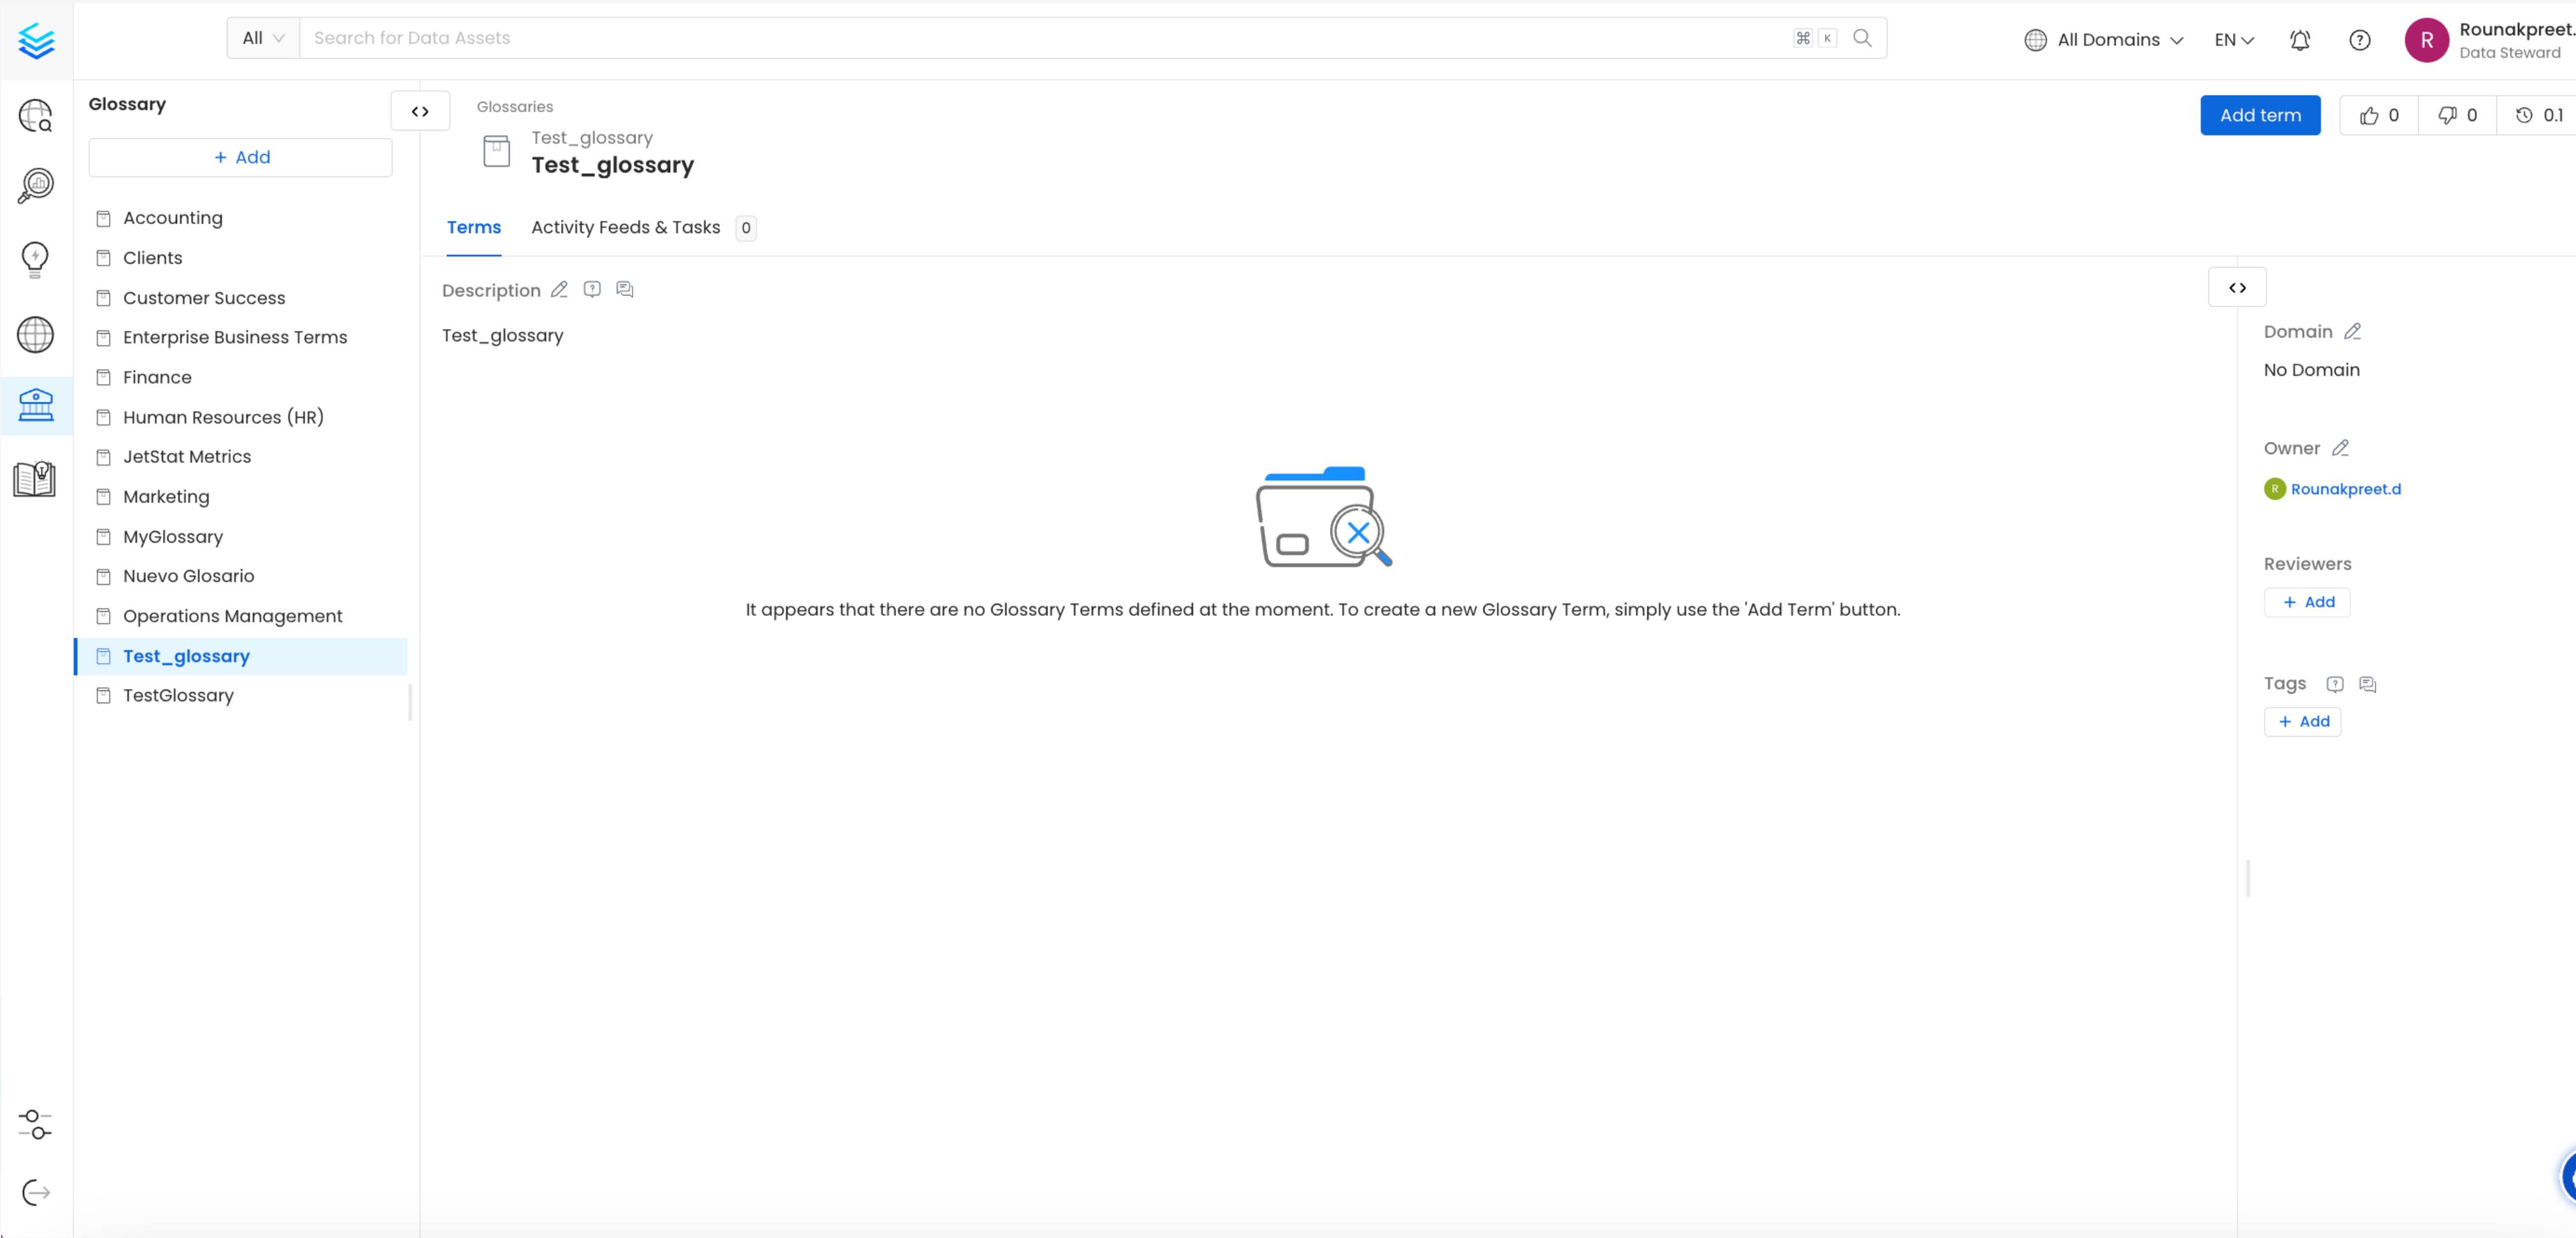 All
Search for Data Assets
⌘ K
All Domains
EN
R
Rounakpreet.
Data Steward
Glossary
+ Add
Accounting
Clients
Customer Success
Enterprise Business Terms
Finance
Human Resources (HR)
JetStat Metrics
Marketing
MyGlossary
Nuevo Glosario
Operations Management
Test_glossary
TestGlossary
Glossaries
Test_glossary
Test_glossary
Add term
0
0
0.1
Terms
Activity Feeds & Tasks 0
Description
Test_glossary
It appears that there are no Glossary Terms defined at the moment. To create a new Glossary Term, simply use the 'Add Term' button.
Domain
No Domain
Owner
R Rounakpreet.d
Reviewers
+ Add
Tags
+ Add